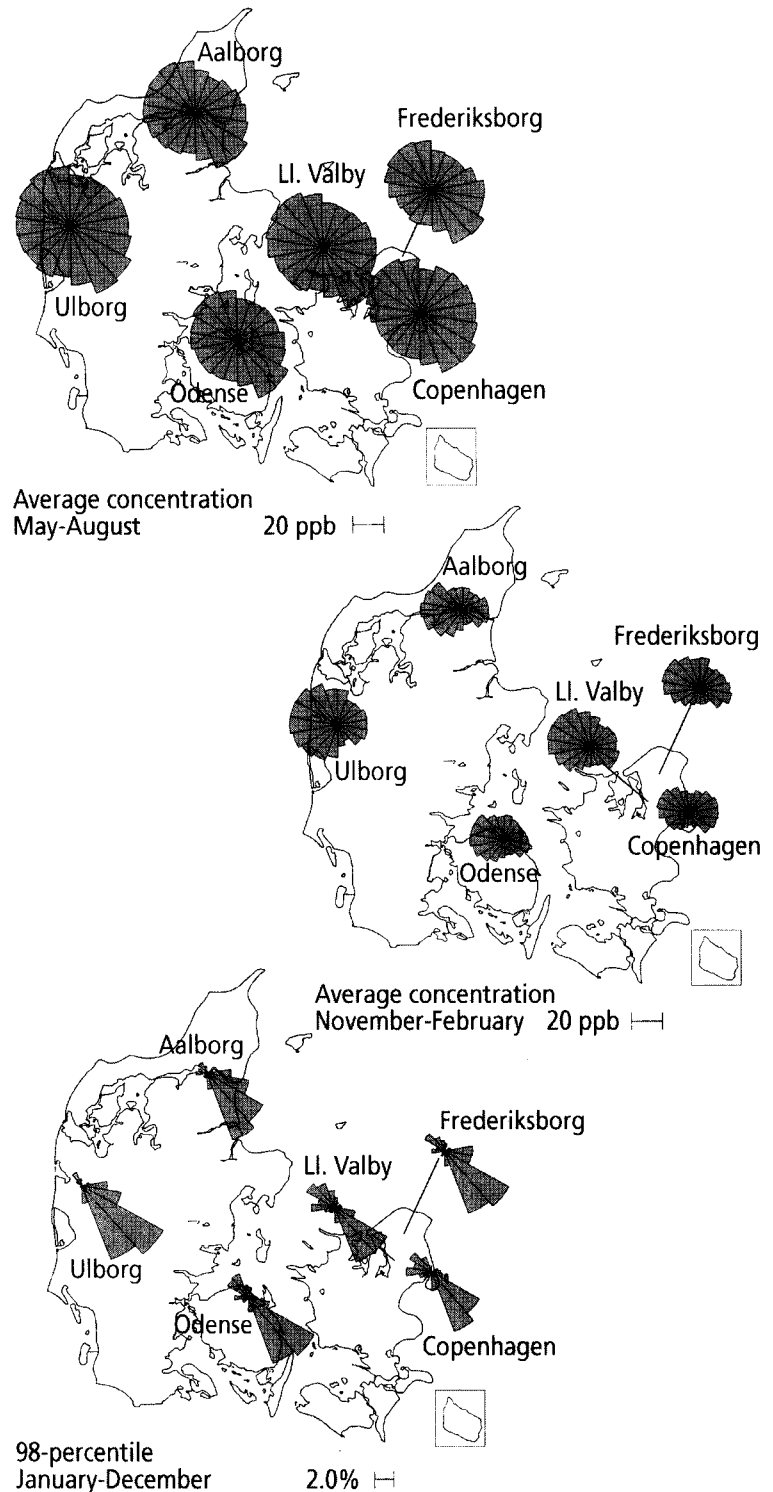 Aalborg
Frederiksborg
Ll. Valby
Ulborg
Odense
Copenhagen
Average concentration
May-August 20 ppb
Aalborg
Frederiksborg
Ll. Valby
Ulborg
Copenhagen
Odense
Average concentration
November-February 20 ppb
Aalborg
Frederiksborg
Ll. Valby
Ulborg
Odense
Copenhagen
98-percentile
January-December 2.0%